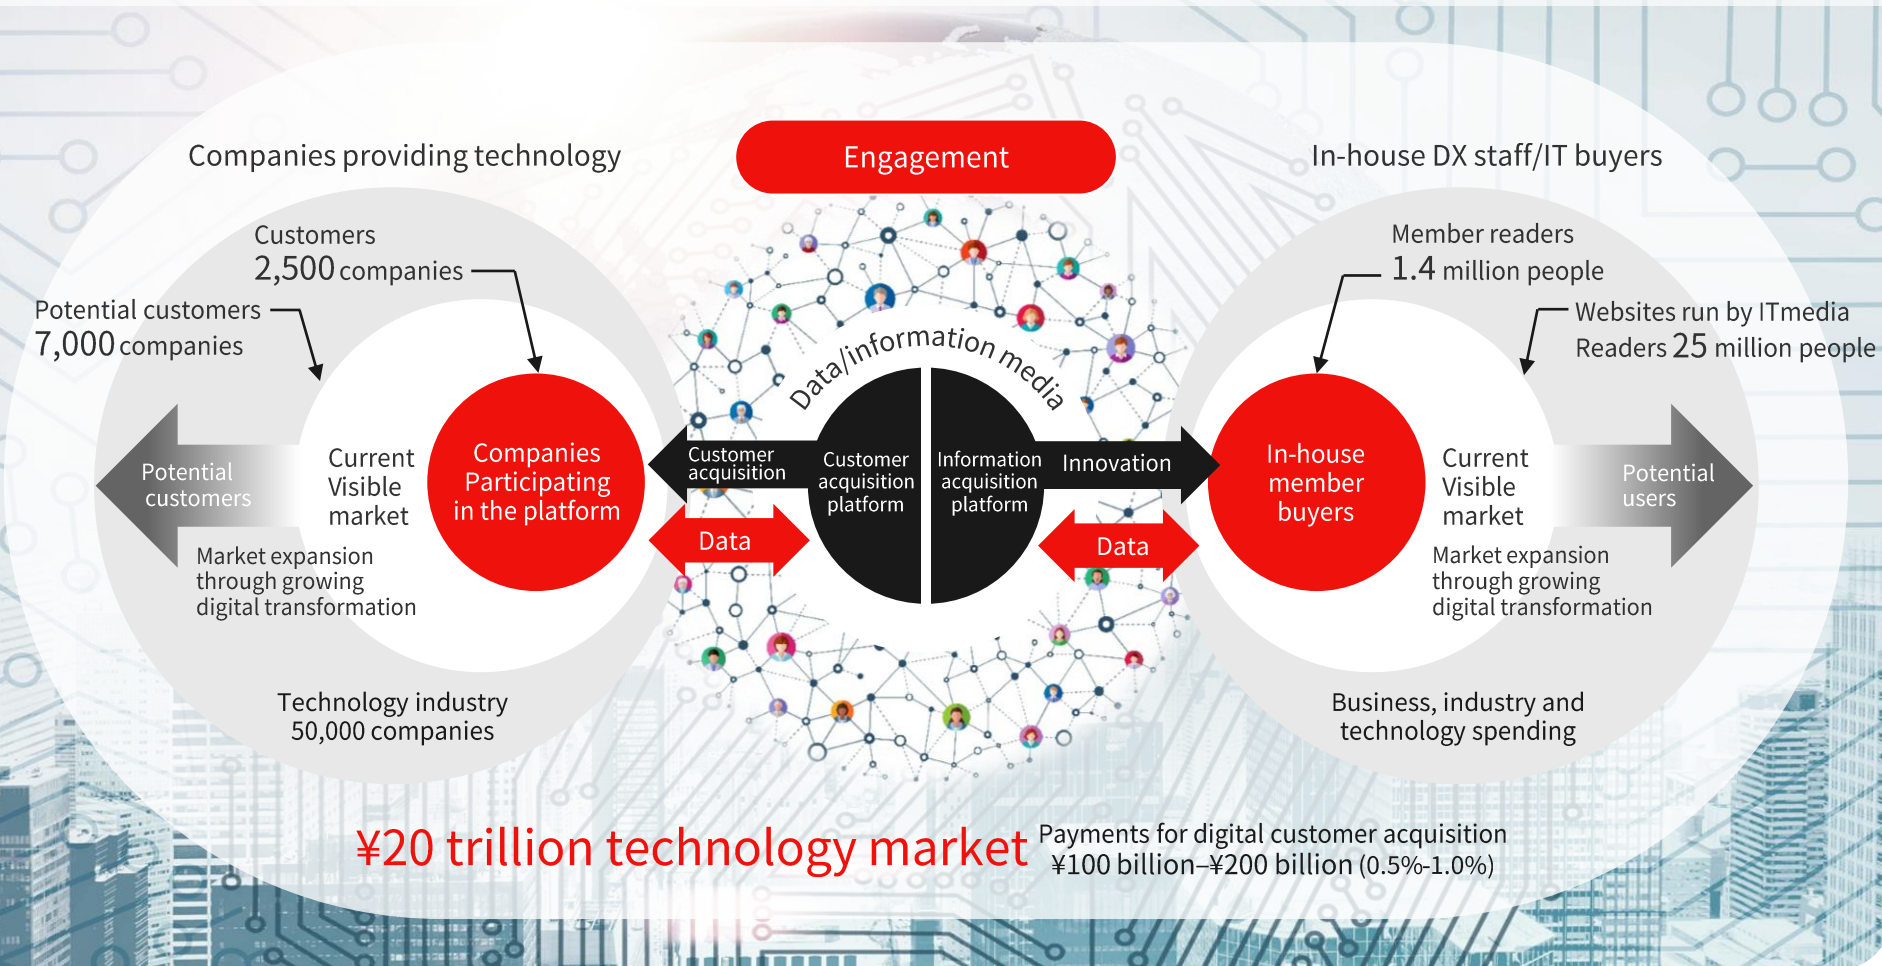 Engagement
Companies providing technology
Customers
2,500 companies
Potential customers
7,000 companies
Potential
customers
Current
Visible
market
Companies
Participating
in the platform
Market expansion
through growing
digital transformation
Technology industry
50,000 companies
Data/information media
Customer
acquisition
Customer
acquisition
platform
Information
acquisition
platform
Innovation
Data
Data
In-house DX staff/IT buyers
Member readers
1.4 million people
Websites run by ITmedia
Readers 25 million people
In-house
member
buyers
Current
Visible
market
Potential
users
Market expansion
through growing
digital transformation
Business, industry and
technology spending
¥20 trillion technology market
Payments for digital customer acquisition
¥100 billion–¥200 billion (0.5%-1.0%)